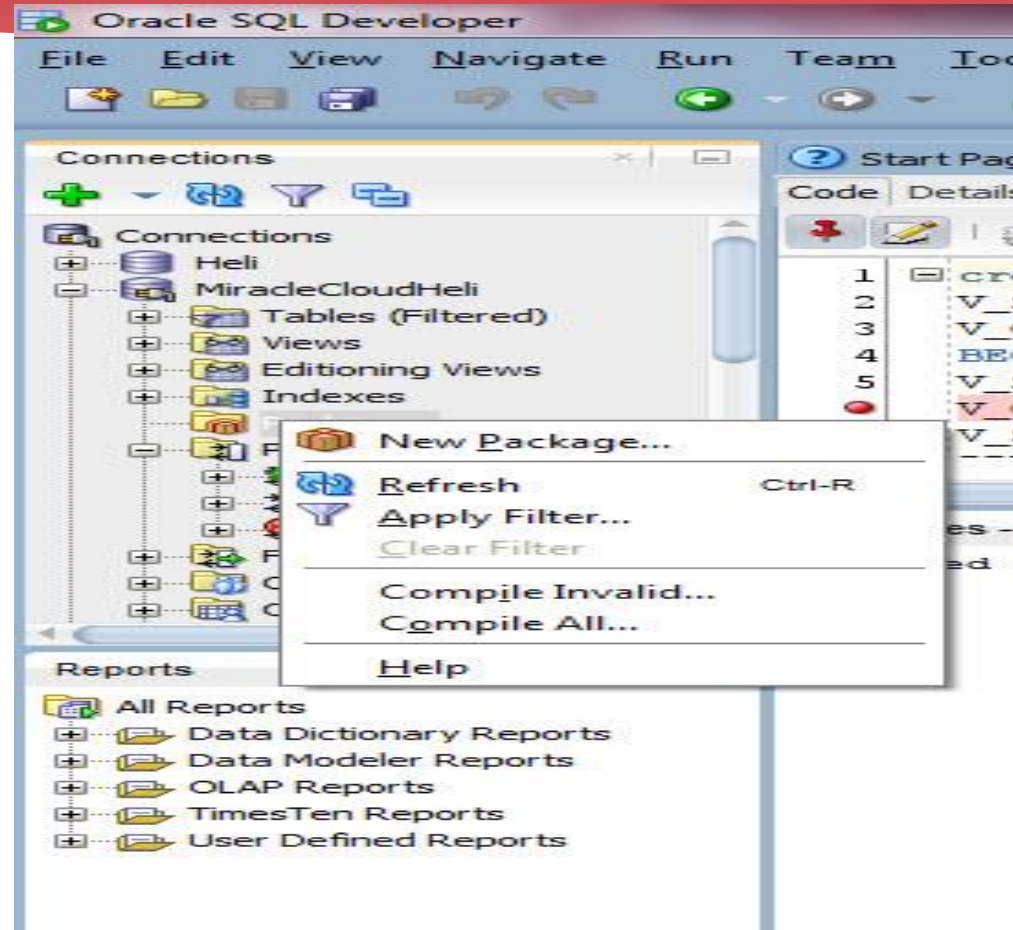 Oracle SQL Developer
File Edit View Navigate Run Team
Connections
Start
Code
Connections
Heli
MiracleCloudHeli
Tables (Filtered)
Views
Editioning Views
Indexes
New Package...
Refresh Ctrl-R
Apply Filter...
Clear Filter
Compile Invalid...
Compile All...
Help
1
2
3
4
5
Reports
All Reports
Data Dictionary Reports
Data Modeler Reports
OLAP Reports
TimesTen Reports
User Defined Reports